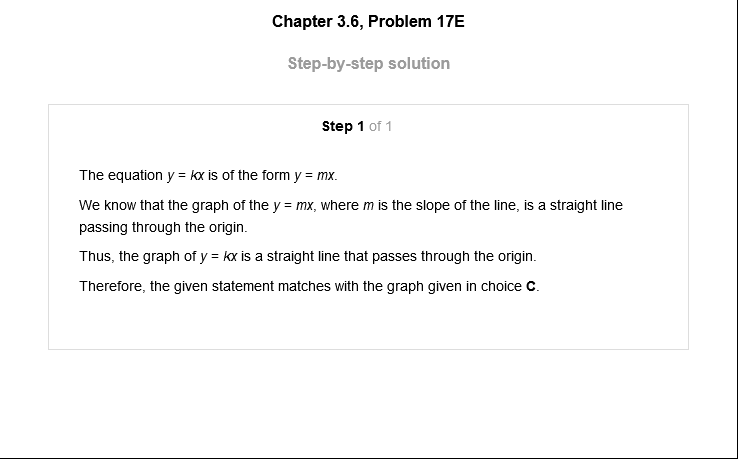 Chapter 3.6, Problem 17E
Step-by-step solution
Step 1 of 1
The equation y = kx is of the form y = mx.
We know that the graph of the y = mx, where m is the slope of the line, is a straight line
passing through the origin.
Thus, the graph of y = kx is a straight line that passes through the origin.
Therefore, the given statement matches with the graph given in choice C.